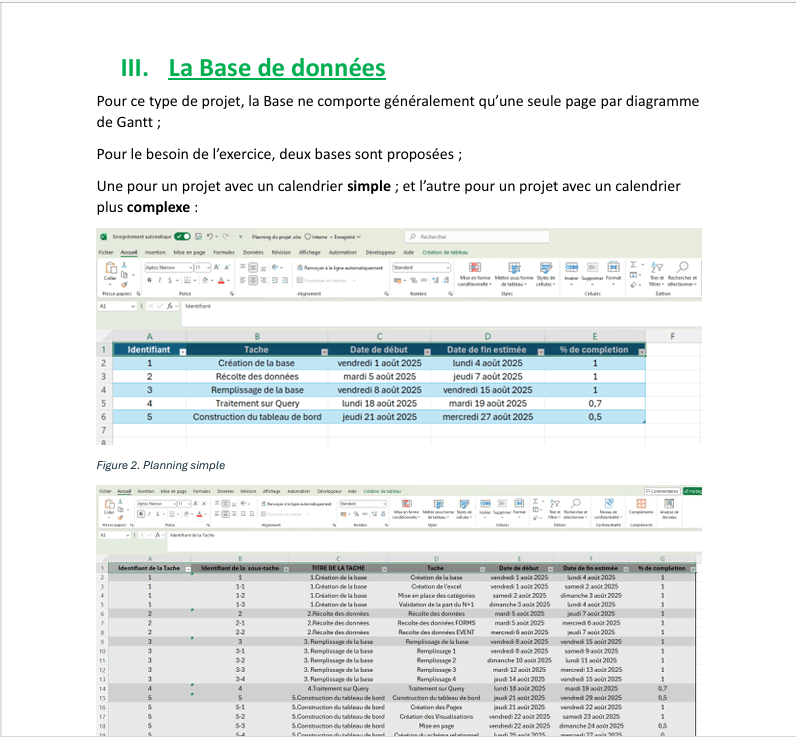 III. La Base de données
Pour ce type de projet, la Base ne comporte généralement qu’une seule page par diagramme
de Gantt ;
Pour le besoin de l’exercice, deux bases sont proposées ;
Une pour un projet avec un calendrier simple ; et l’autre pour un projet avec un calendrier
plus complexe :
Enregistrement automatique Planning du projet.xlsx Interne • Enregistré Rechercher
Fichier Accueil Insertion Mise en page Formules Données Révision Affichage Automatiser Développeur Aide Création de tableau
Coller Aptos Narrow 11 Renvoyer à la ligne automatiquement Standard Mise en forme conditionnelle Mettre sous forme de tableau Styles de cellules Insérer Supprimer Format Trier et filtrer Rechercher et sélectionner
Presse-papiers Police Alignement Nombre Styles Cellules Édition
A1 fx Identifiant
A B C D E F
1 Identifiant Tache Date de début Date de fin estimée % de completion
2 1 Création de la base vendredi 1 août 2025 lundi 4 août 2025 1
3 2 Récolte des données mardi 5 août 2025 jeudi 7 août 2025 1
4 3 Remplissage de la base vendredi 8 août 2025 vendredi 15 août 2025 1
5 4 Traitement sur Query lundi 18 août 2025 mardi 19 août 2025 0,7
6 5 Construction du tableau de bord jeudi 21 août 2025 mercredi 27 août 2025 0,5
7
8
Figure 2. Planning simple
Fichier Accueil Insertion Mise en page Formules Données Révision Affichage Automatiser Développeur Aide Création de tableau Commentaires
A1 fx Identifiant de la Tache
A B C D E F G
1 Identifiant de la Tache Identifiant de la sous-tache TITRE DE LA TACHE Tache Date de début Date de fin estimée % de completion
2 1 1 1.Création de la base Création de la base vendredi 1 août 2025 lundi 4 août 2025 1
3 1 1-1 1.Création de la base Création de l'excel vendredi 1 août 2025 samedi 2 août 2025 1
4 1 1-2 1.Création de la base Mise en place des catégories samedi 2 août 2025 dimanche 3 août 2025 1
5 1 1-3 1.Création de la base Validation de la part du N+1 dimanche 3 août 2025 lundi 4 août 2025 1
6 2 2 2.Récolte des données Récolte des données mardi 5 août 2025 jeudi 7 août 2025 1
7 2 2-1 2.Récolte des données Recolte des données FORMS mardi 5 août 2025 mercredi 6 août 2025 1
8 2 2-2 2.Récolte des données Recolte des données EVENT mercredi 6 août 2025 jeudi 7 août 2025 1
9 3 3 3. Remplissage de la base Remplissage de la base vendredi 8 août 2025 vendredi 15 août 2025 1
10 3 3-1 3. Remplissage de la base Remplissage 1 vendredi 8 août 2025 samedi 9 août 2025 1
11 3 3-2 3. Remplissage de la base Remplissage 2 dimanche 10 août 2025 lundi 11 août 2025 1
12 3 3-3 3. Remplissage de la base Remplissage 3 mardi 12 août 2025 mercredi 13 août 2025 1
13 3 3-4 3. Remplissage de la base Remplissage 4 jeudi 14 août 2025 vendredi 15 août 2025 1
14 4 4 4.Traitement sur Query Traitement sur Query lundi 18 août 2025 mardi 19 août 2025 0,7
15 5 5 5.Construction du tableau de bord Construction du tableau de bord jeudi 21 août 2025 vendredi 29 août 2025 0,5
16 5 5-1 5.Construction du tableau de bord Création des Pages jeudi 21 août 2025 vendredi 22 août 2025 1
17 5 5-2 5.Construction du tableau de bord Création des Visualisations vendredi 22 août 2025 samedi 23 août 2025 1
18 5 5-3 5.Construction du tableau de bord Mise en page vendredi 22 août 2025 dimanche 24 août 2025 0,5